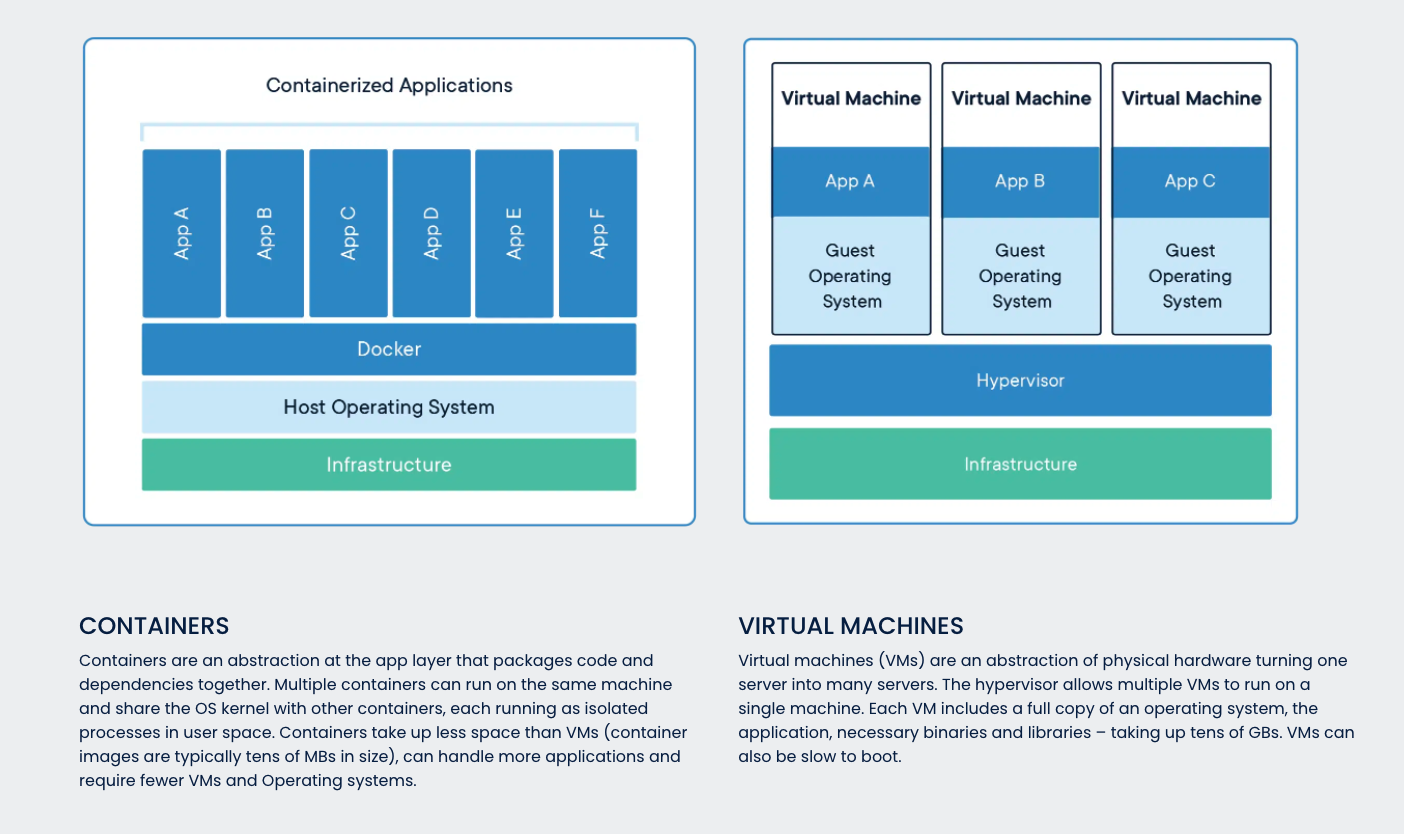 Containerized Applications
App A
App B
App C
App D
App E
App F
Docker
Host Operating System
Infrastructure
Virtual Machine
App A
Guest
Operating
System
Virtual Machine
App B
Guest
Operating
System
Virtual Machine
App C
Guest
Operating
System
Hypervisor
Infrastructure
CONTAINERS
Containers are an abstraction at the app layer that packages code and
dependencies together. Multiple containers can run on the same machine
and share the OS kernel with other containers, each running as isolated
processes in user space. Containers take up less space than VMs (container
images are typically tens of MBs in size), can handle more applications and
require fewer VMs and Operating systems.
VIRTUAL MACHINES
Virtual machines (VMs) are an abstraction of physical hardware turning one
server into many servers. The hypervisor allows multiple VMs to run on a
single machine. Each VM includes a full copy of an operating system, the
application, necessary binaries and libraries – taking up tens of GBs. VMs can
also be slow to boot.